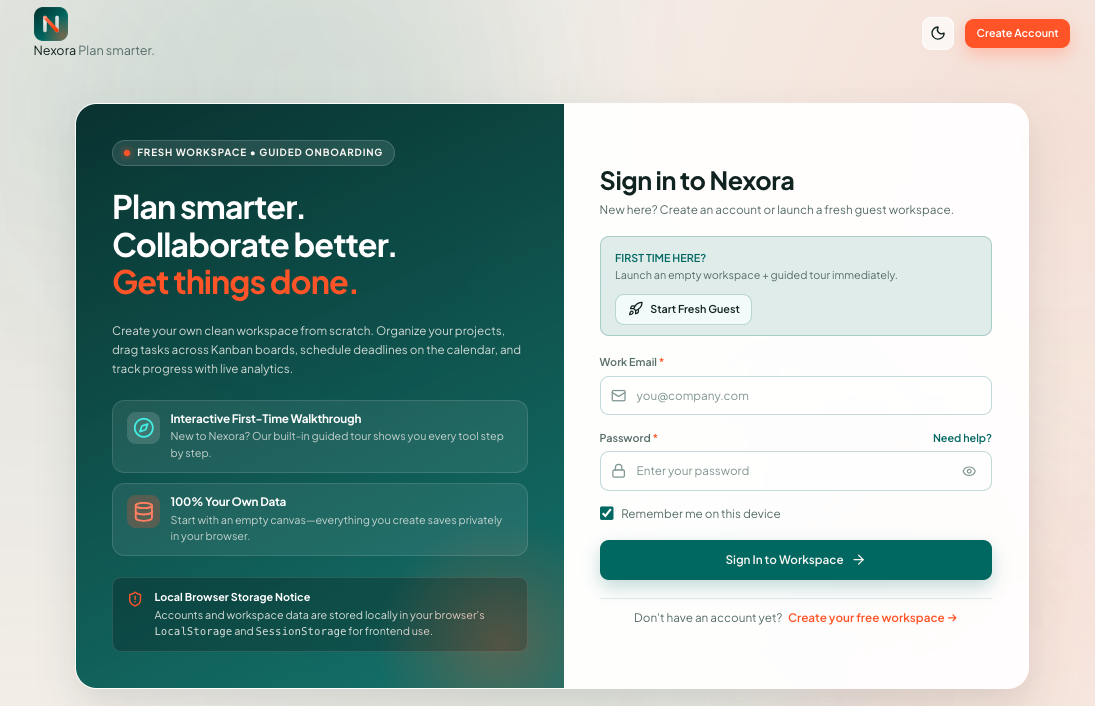 N
Nexora Plan smarter.
Create Account
FRESH WORKSPACE • GUIDED ONBOARDING
Plan smarter.
Collaborate better.
Get things done.
Create your own clean workspace from scratch. Organize your projects,
drag tasks across Kanban boards, schedule deadlines on the calendar, and
track progress with live analytics.
Interactive First-Time Walkthrough
New to Nexora? Our built-in guided tour shows you every tool step
by step.
100% Your Own Data
Start with an empty canvas—everything you create saves privately
in your browser.
Local Browser Storage Notice
Accounts and workspace data are stored locally in your browser's
LocalStorage and SessionStorage for frontend use.
Sign in to Nexora
New here? Create an account or launch a fresh guest workspace.
FIRST TIME HERE?
Launch an empty workspace + guided tour immediately.
Start Fresh Guest
Work Email *
you@company.com
Password *
Need help?
Enter your password
Remember me on this device
Sign In to Workspace →
Don't have an account yet? Create your free workspace →